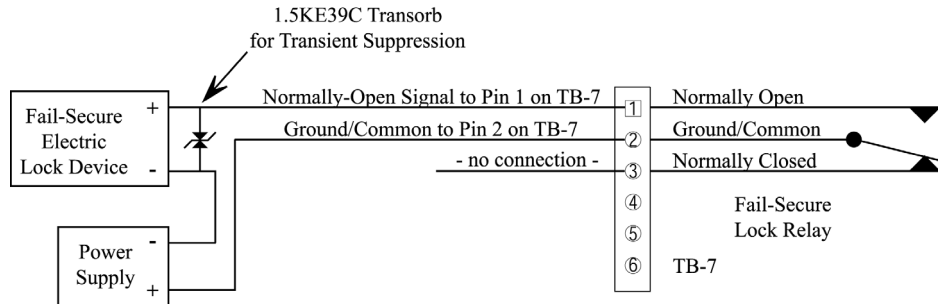 1.5KE39C Transorb
for Transient Suppression
Fail-Secure
Electric
Lock Device
+
-
Normally-Open Signal to Pin 1 on TB-7
1
Normally Open
Ground/Common to Pin 2 on TB-7
2
Ground/Common
- no connection -
3
Normally Closed
4
5
6
Fail-Secure
Lock Relay
TB-7
Power
Supply
-
+